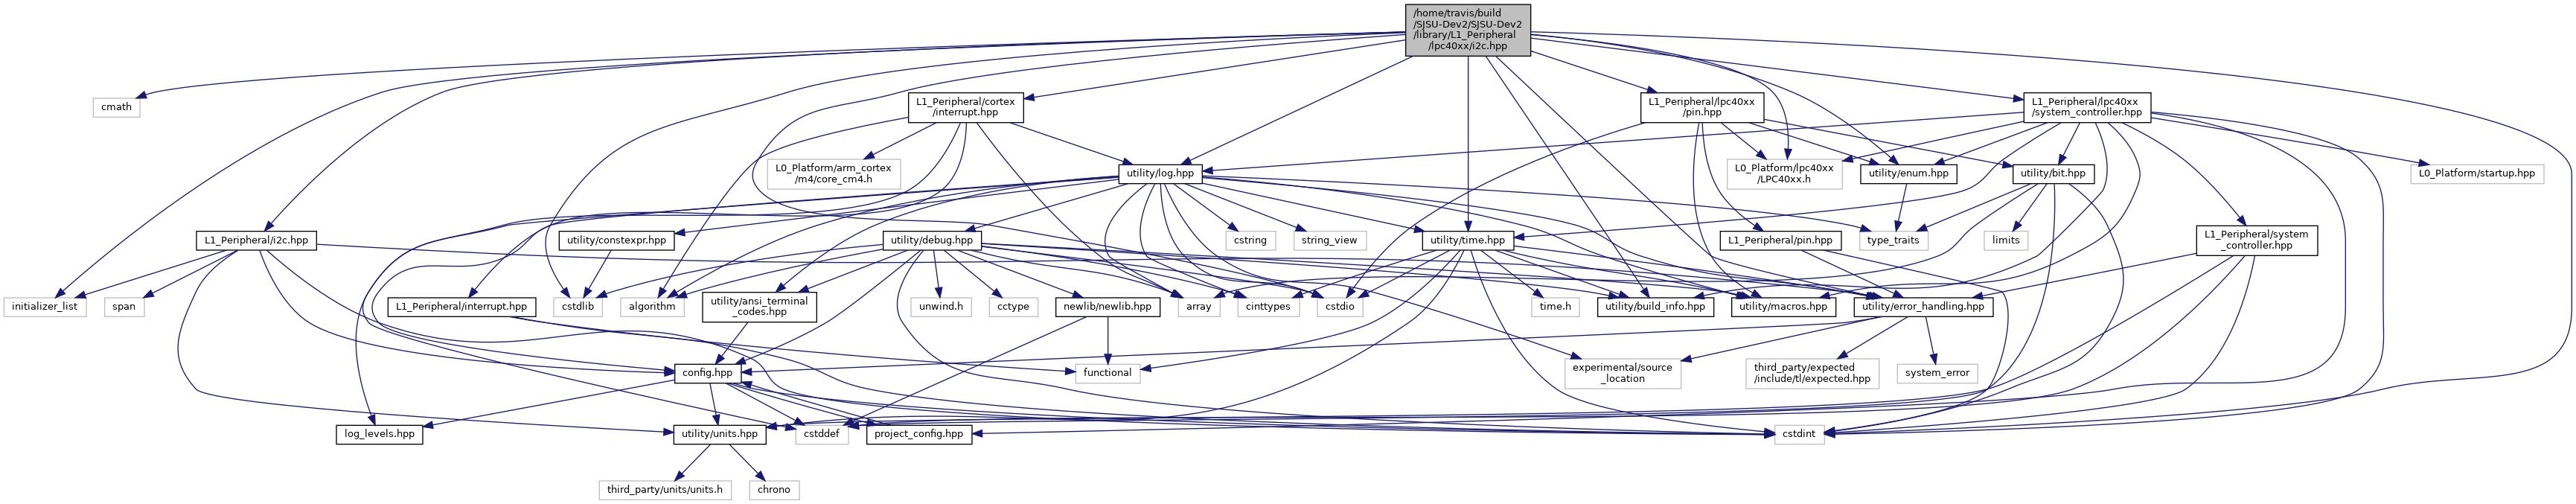 /home/travis/build
/SJSU-Dev2/SJSU-Dev2
/library/L1_Peripheral
/lpc40xx/i2c.hpp
cmath
L1_Peripheral/cortex
/interrupt.hpp
L1_Peripheral/lpc40xx
/pin.hpp
L1_Peripheral/lpc40xx
/system_controller.hpp
L0_Platform/arm_cortex
/m4/core_cm4.h
utility/log.hpp
L0_Platform/lpc40xx
/LPC40xx.h
utility/enum.hpp
utility/bit.hpp
L0_Platform/startup.hpp
L1_Peripheral/i2c.hpp
utility/constexpr.hpp
utility/debug.hpp
cstring
string_view
utility/time.hpp
L1_Peripheral/pin.hpp
type_traits
limits
L1_Peripheral/system
_controller.hpp
initializer_list
span
L1_Peripheral/interrupt.hpp
cstdlib
algorithm
utility/ansi_terminal
_codes.hpp
unwind.h
cctype
newlib/newlib.hpp
array
cinttypes
cstdio
time.h
utility/build_info.hpp
utility/macros.hpp
utility/error_handling.hpp
config.hpp
functional
experimental/source
_location
third_party/expected
/include/tl/expected.hpp
system_error
log_levels.hpp
utility/units.hpp
cstddef
project_config.hpp
cstdint
third_party/units/units.h
chrono